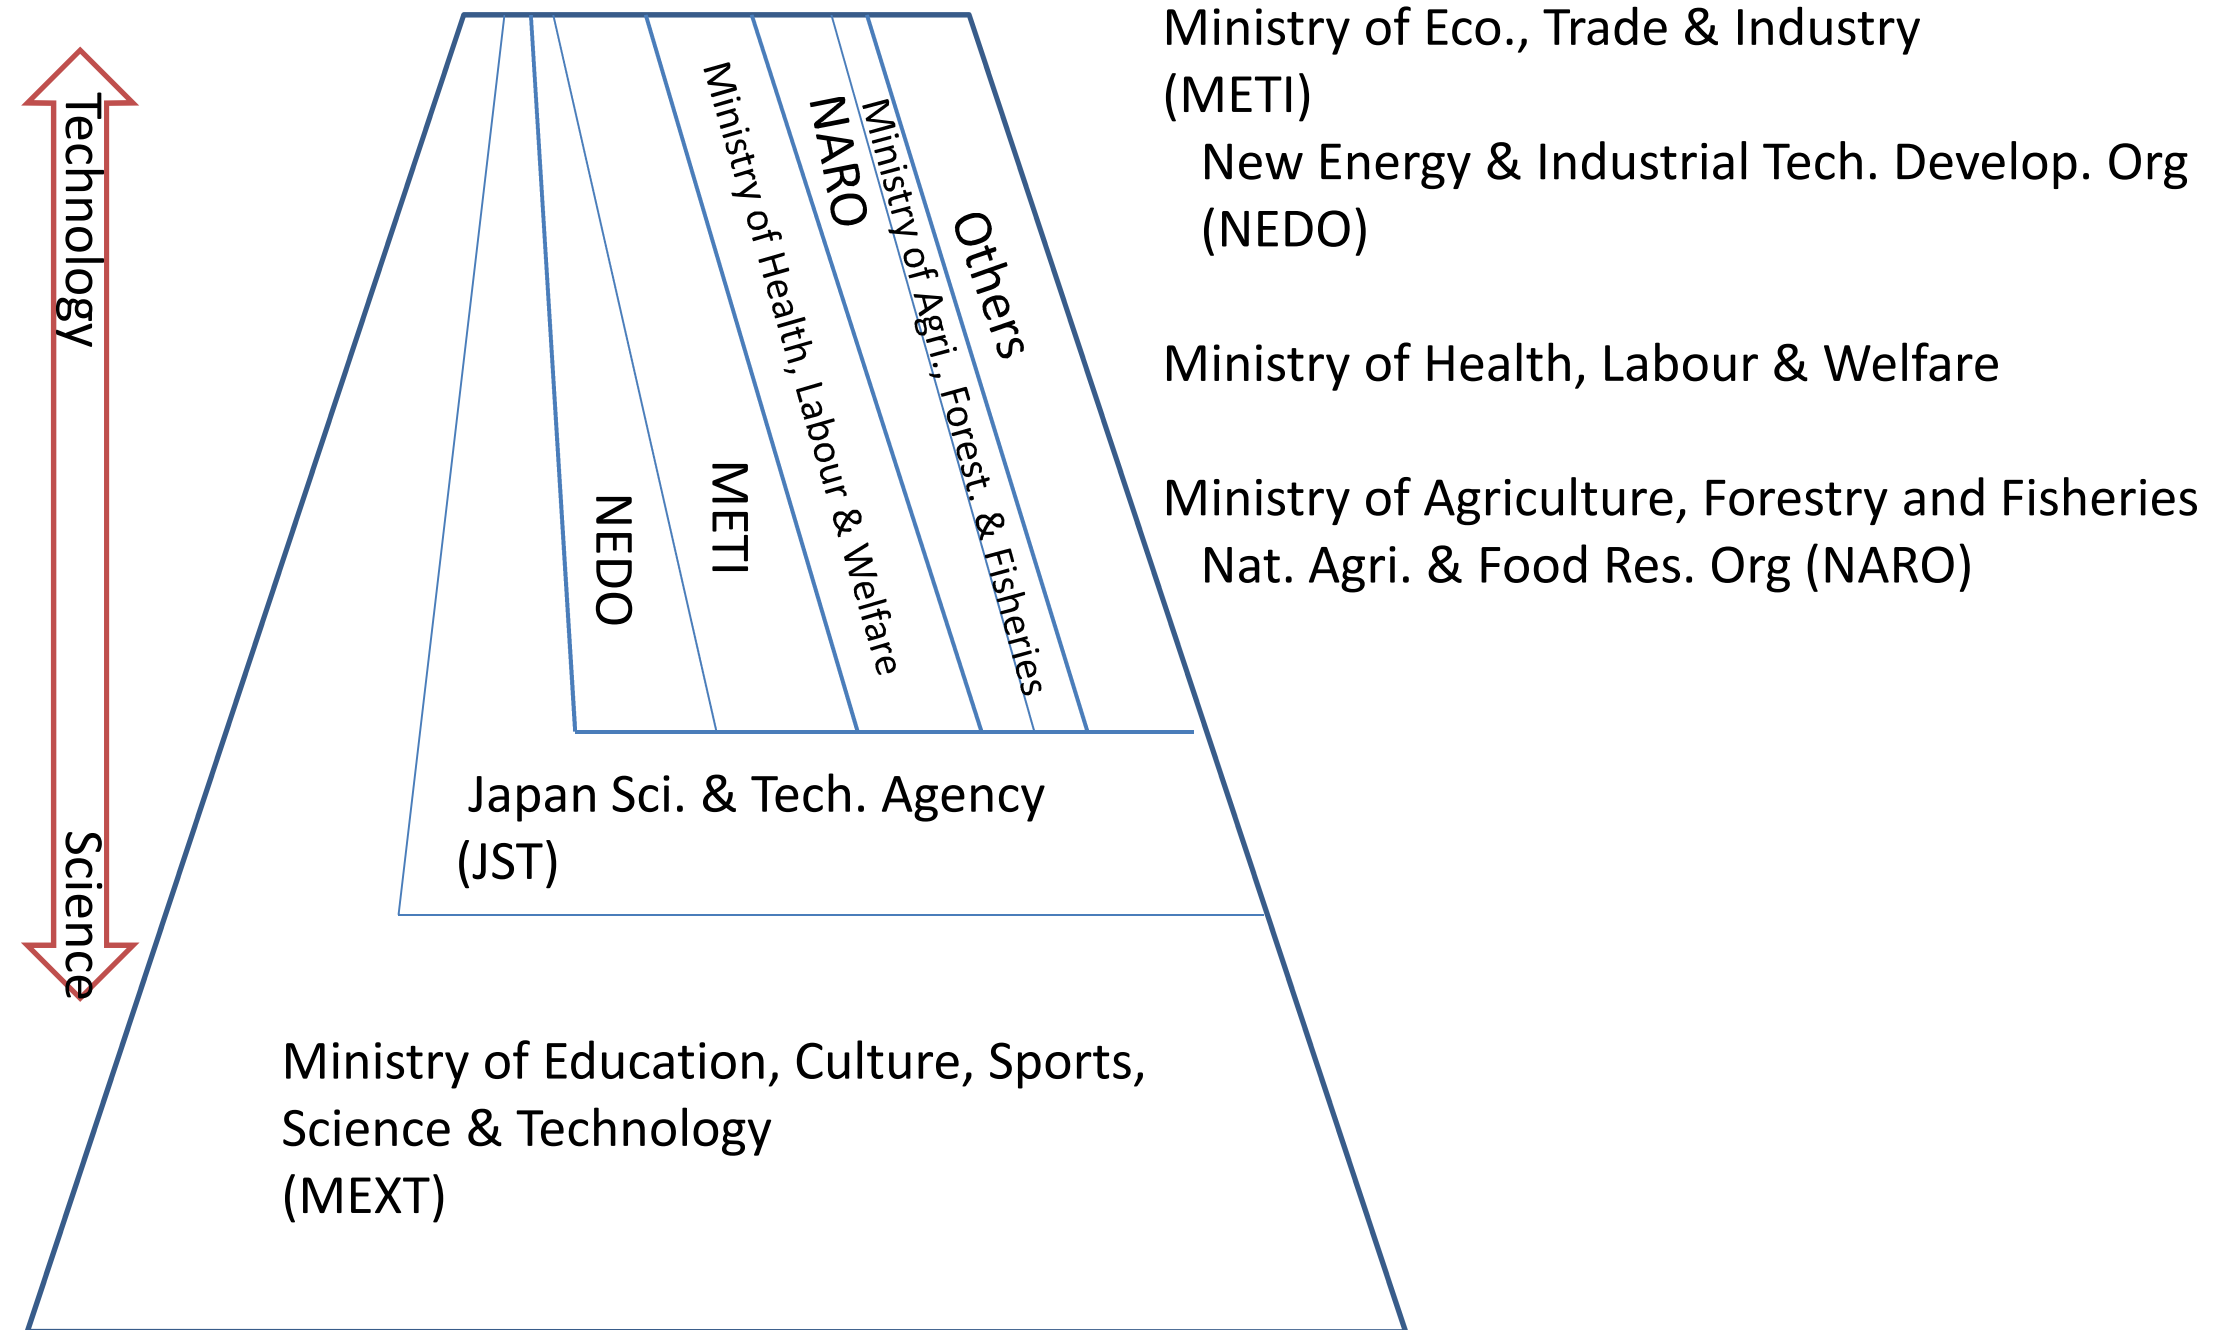 Technology
Science
NEDO
METI
Ministry of Health, Labour & Welfare
NARO
Ministry of Agri., Forest. & Fisheries
Others
Japan Sci. & Tech. Agency
(JST)
Ministry of Education, Culture, Sports,
Science & Technology
(MEXT)
Ministry of Eco., Trade & Industry
(METI)
New Energy & Industrial Tech. Develop. Org
(NEDO)
Ministry of Health, Labour & Welfare
Ministry of Agriculture, Forestry and Fisheries
Nat. Agri. & Food Res. Org (NARO)